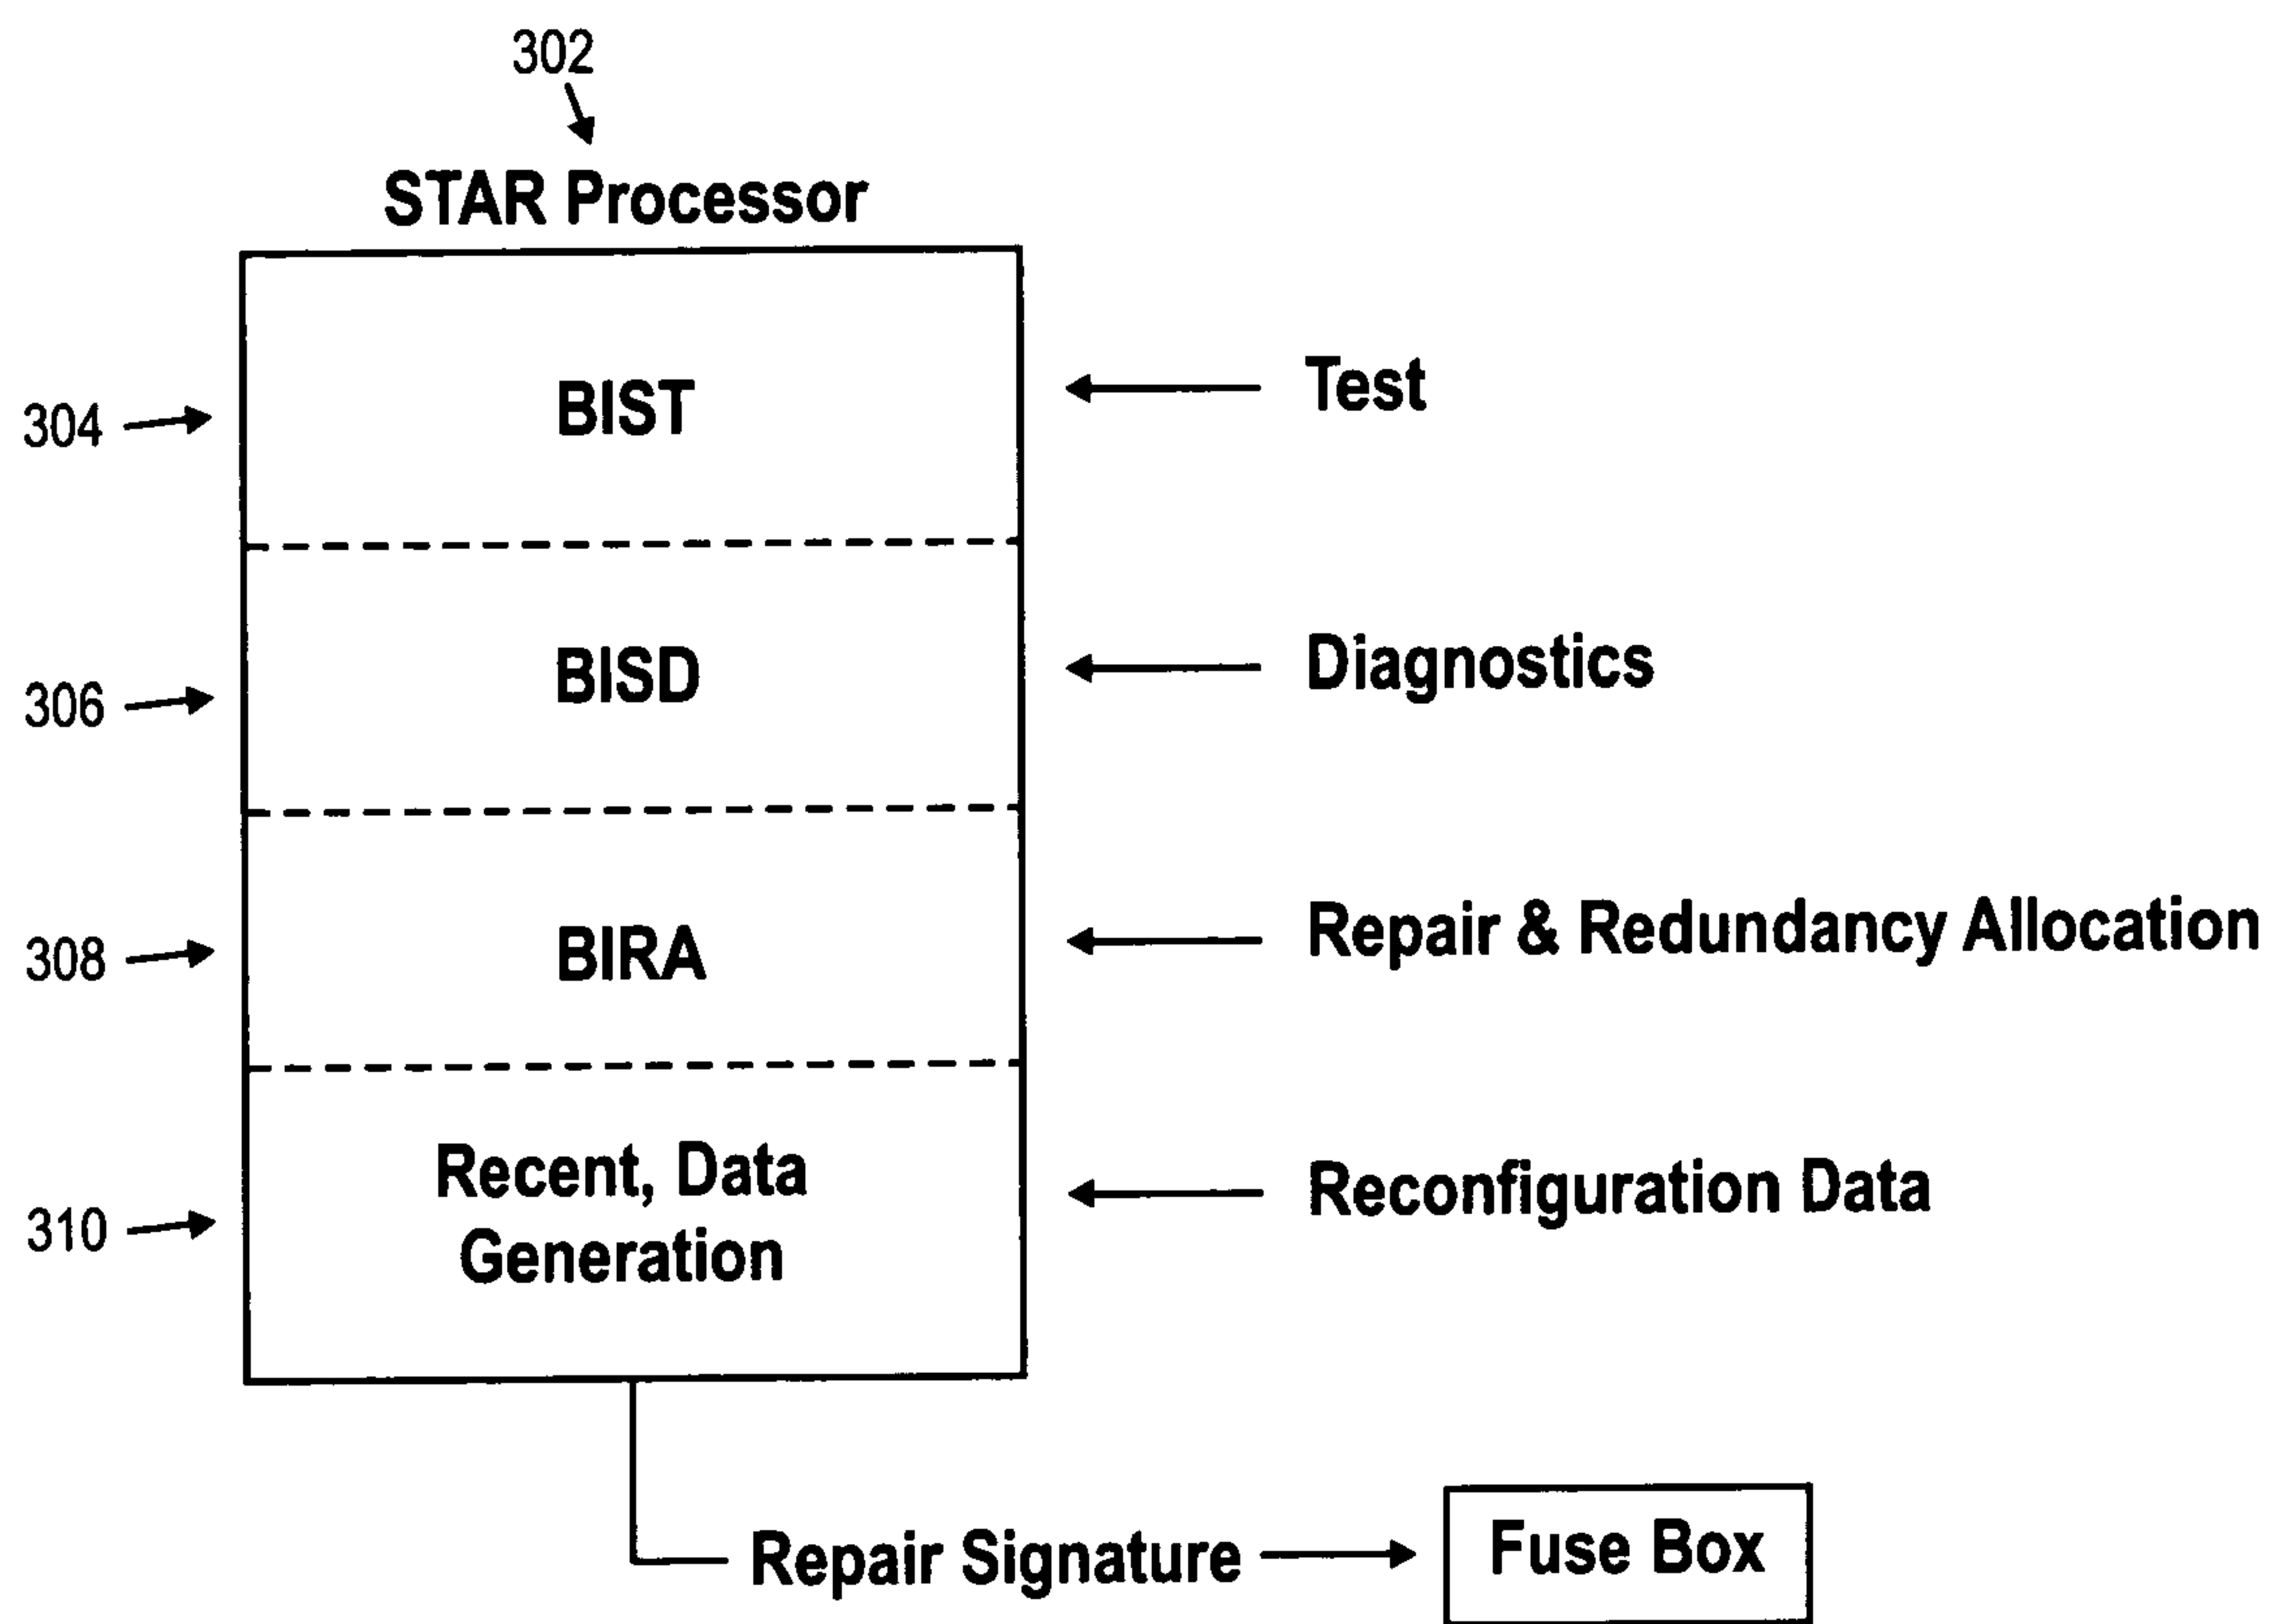 302
STAR Processor
304
BIST
Test
306
BISD
Diagnostics
308
BIRA
Repair & Redundancy Allocation
310
Recent, Data
Generation
Reconfiguration Data
Repair Signature
Fuse Box